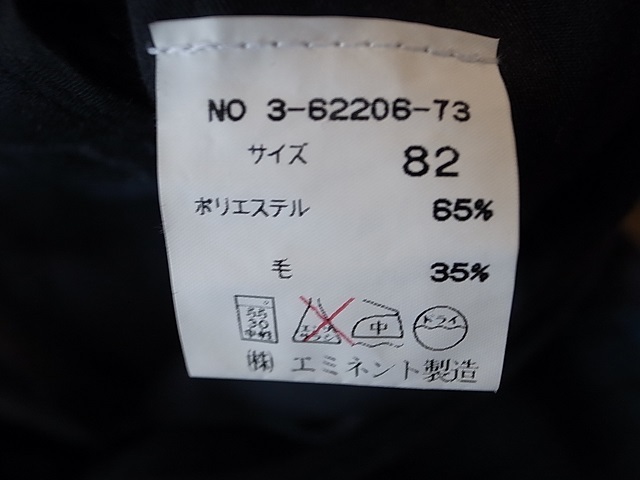 NO 3-62206-73
サイズ 82
ポリエステル 65%
毛 35%
中 ドライ
㈱ エミネント製造